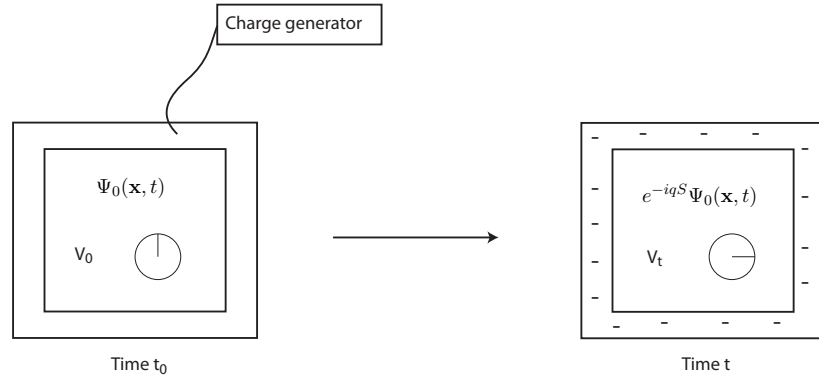 Charge generator
Ψ₀(𝐱, t)
V₀
Time t₀
- - - - - - - - - - - - - - -
e^{-iqS}Ψ₀(𝐱, t)
Vₜ
Time t